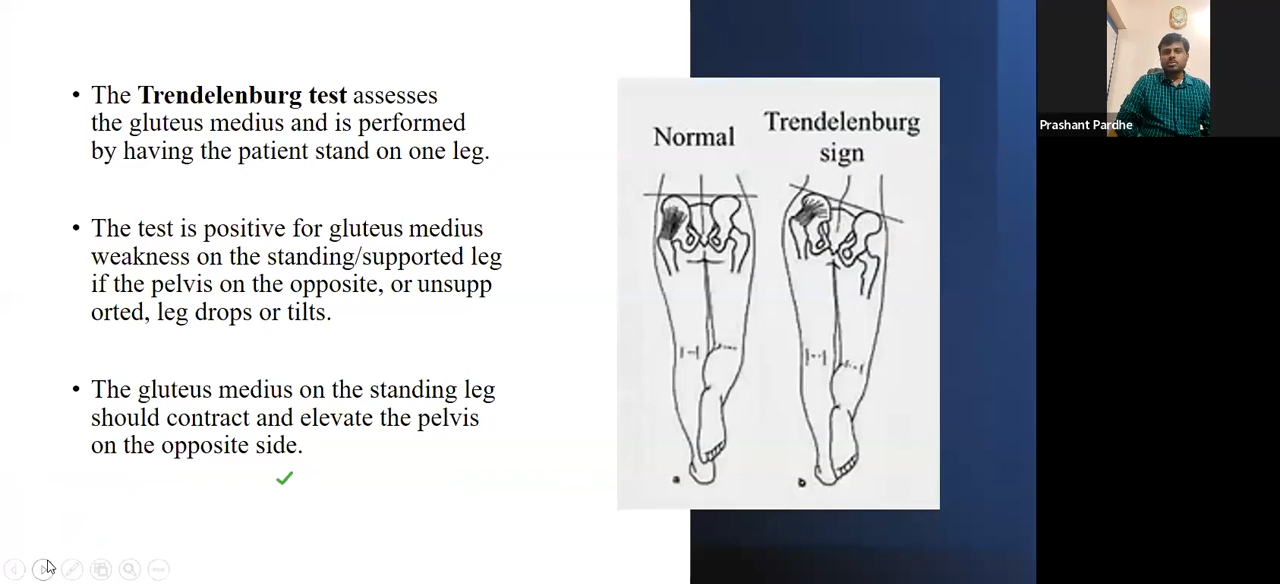 • The Trendelenburg test assesses
the gluteus medius and is performed
by having the patient stand on one leg.
• The test is positive for gluteus medius
weakness on the standing/supported leg
if the pelvis on the opposite, or unsupp
orted, leg drops or tilts.
• The gluteus medius on the standing leg
should contract and elevate the pelvis
on the opposite side.
Normal
Trendelenburg
sign
a
b
Prashant Pardhe